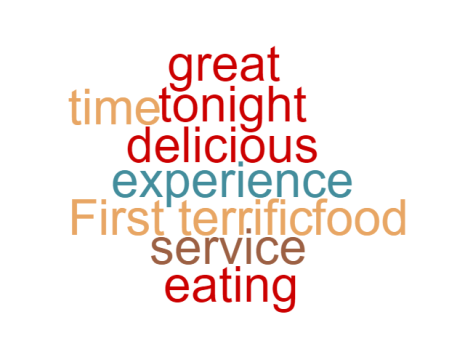 great
time tonight
delicious
experience
First terrific food
service
eating